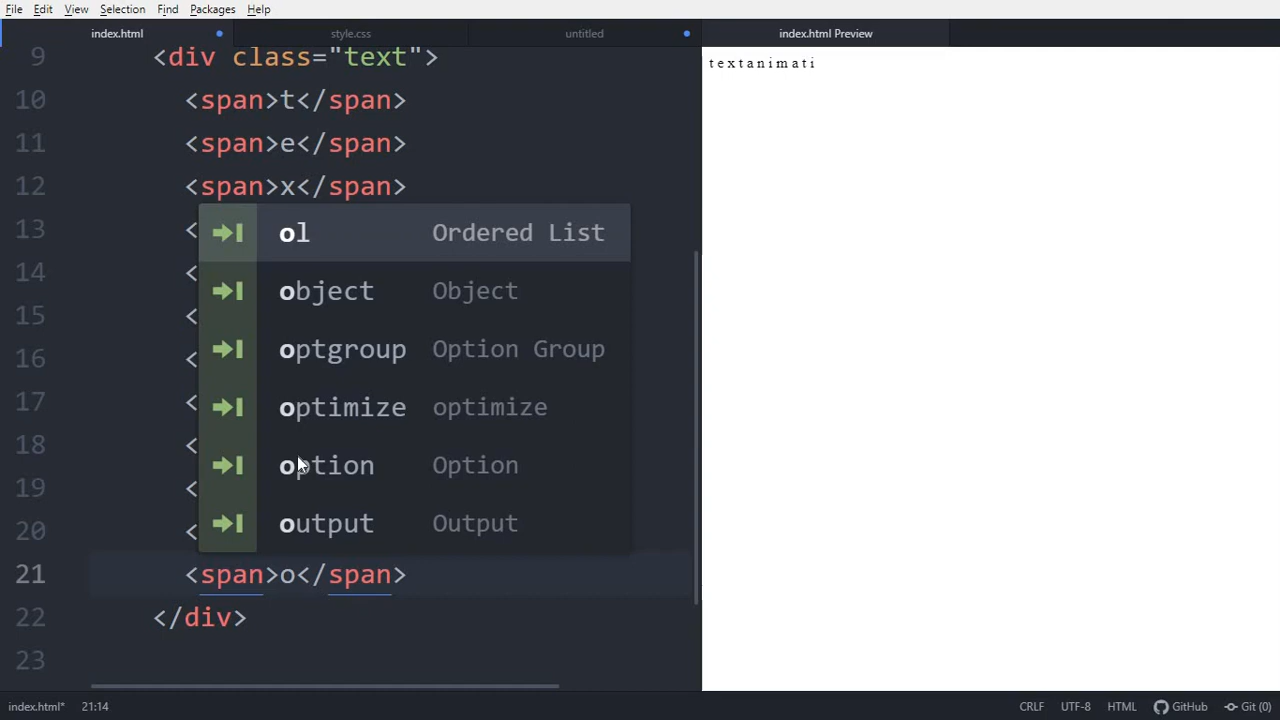 File Edit View Selection Find Packages Help
index.html style.css untitled index.html Preview
9 <div class="text">
10 <span>t</span>
11 <span>e</span>
12 <span>x</span>
13 <
14 <
15 <
16 <
17 <
18 <
19 <
20 <
21 <span>o</span>
22 </div>
23
ol Ordered List
object Object
optgroup Option Group
optimize optimize
option Option
output Output
t e x t a n i m a t i
index.html* 21:14 CRLF UTF-8 HTML GitHub Git (0)